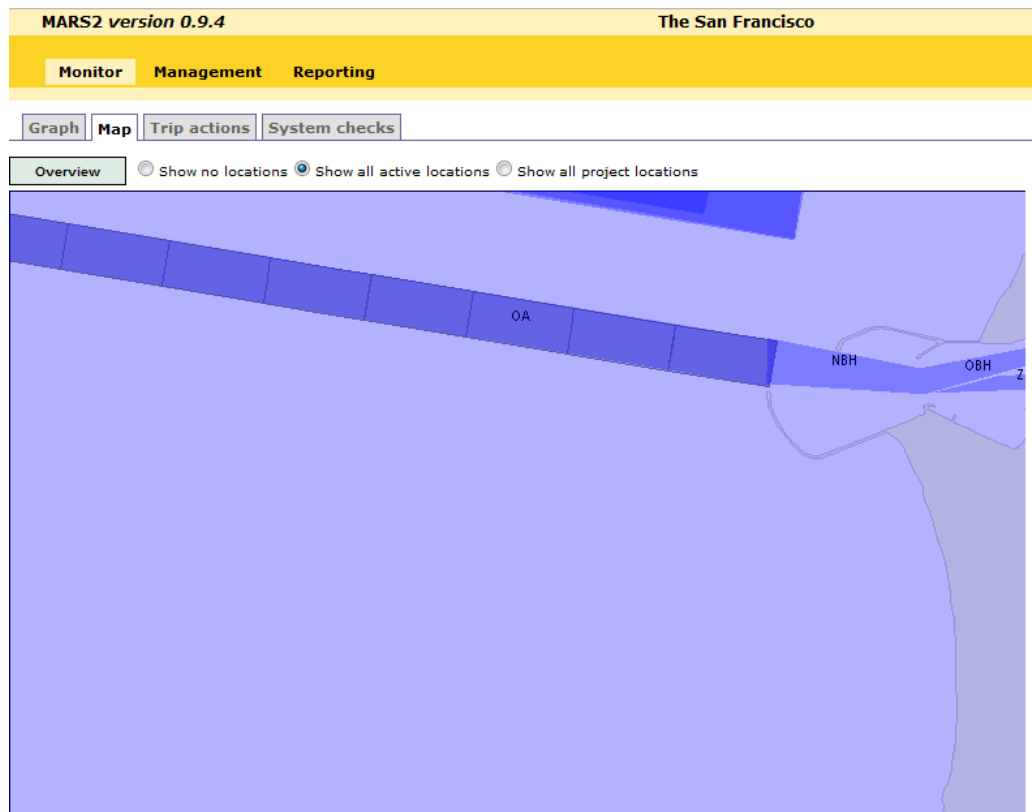 MARS2 version 0.9.4 The San Francisco
Monitor Management Reporting
Graph Map Trip actions System checks
Overview Show no locations Show all active locations Show all project locations
OA
NBH
OBH
Z